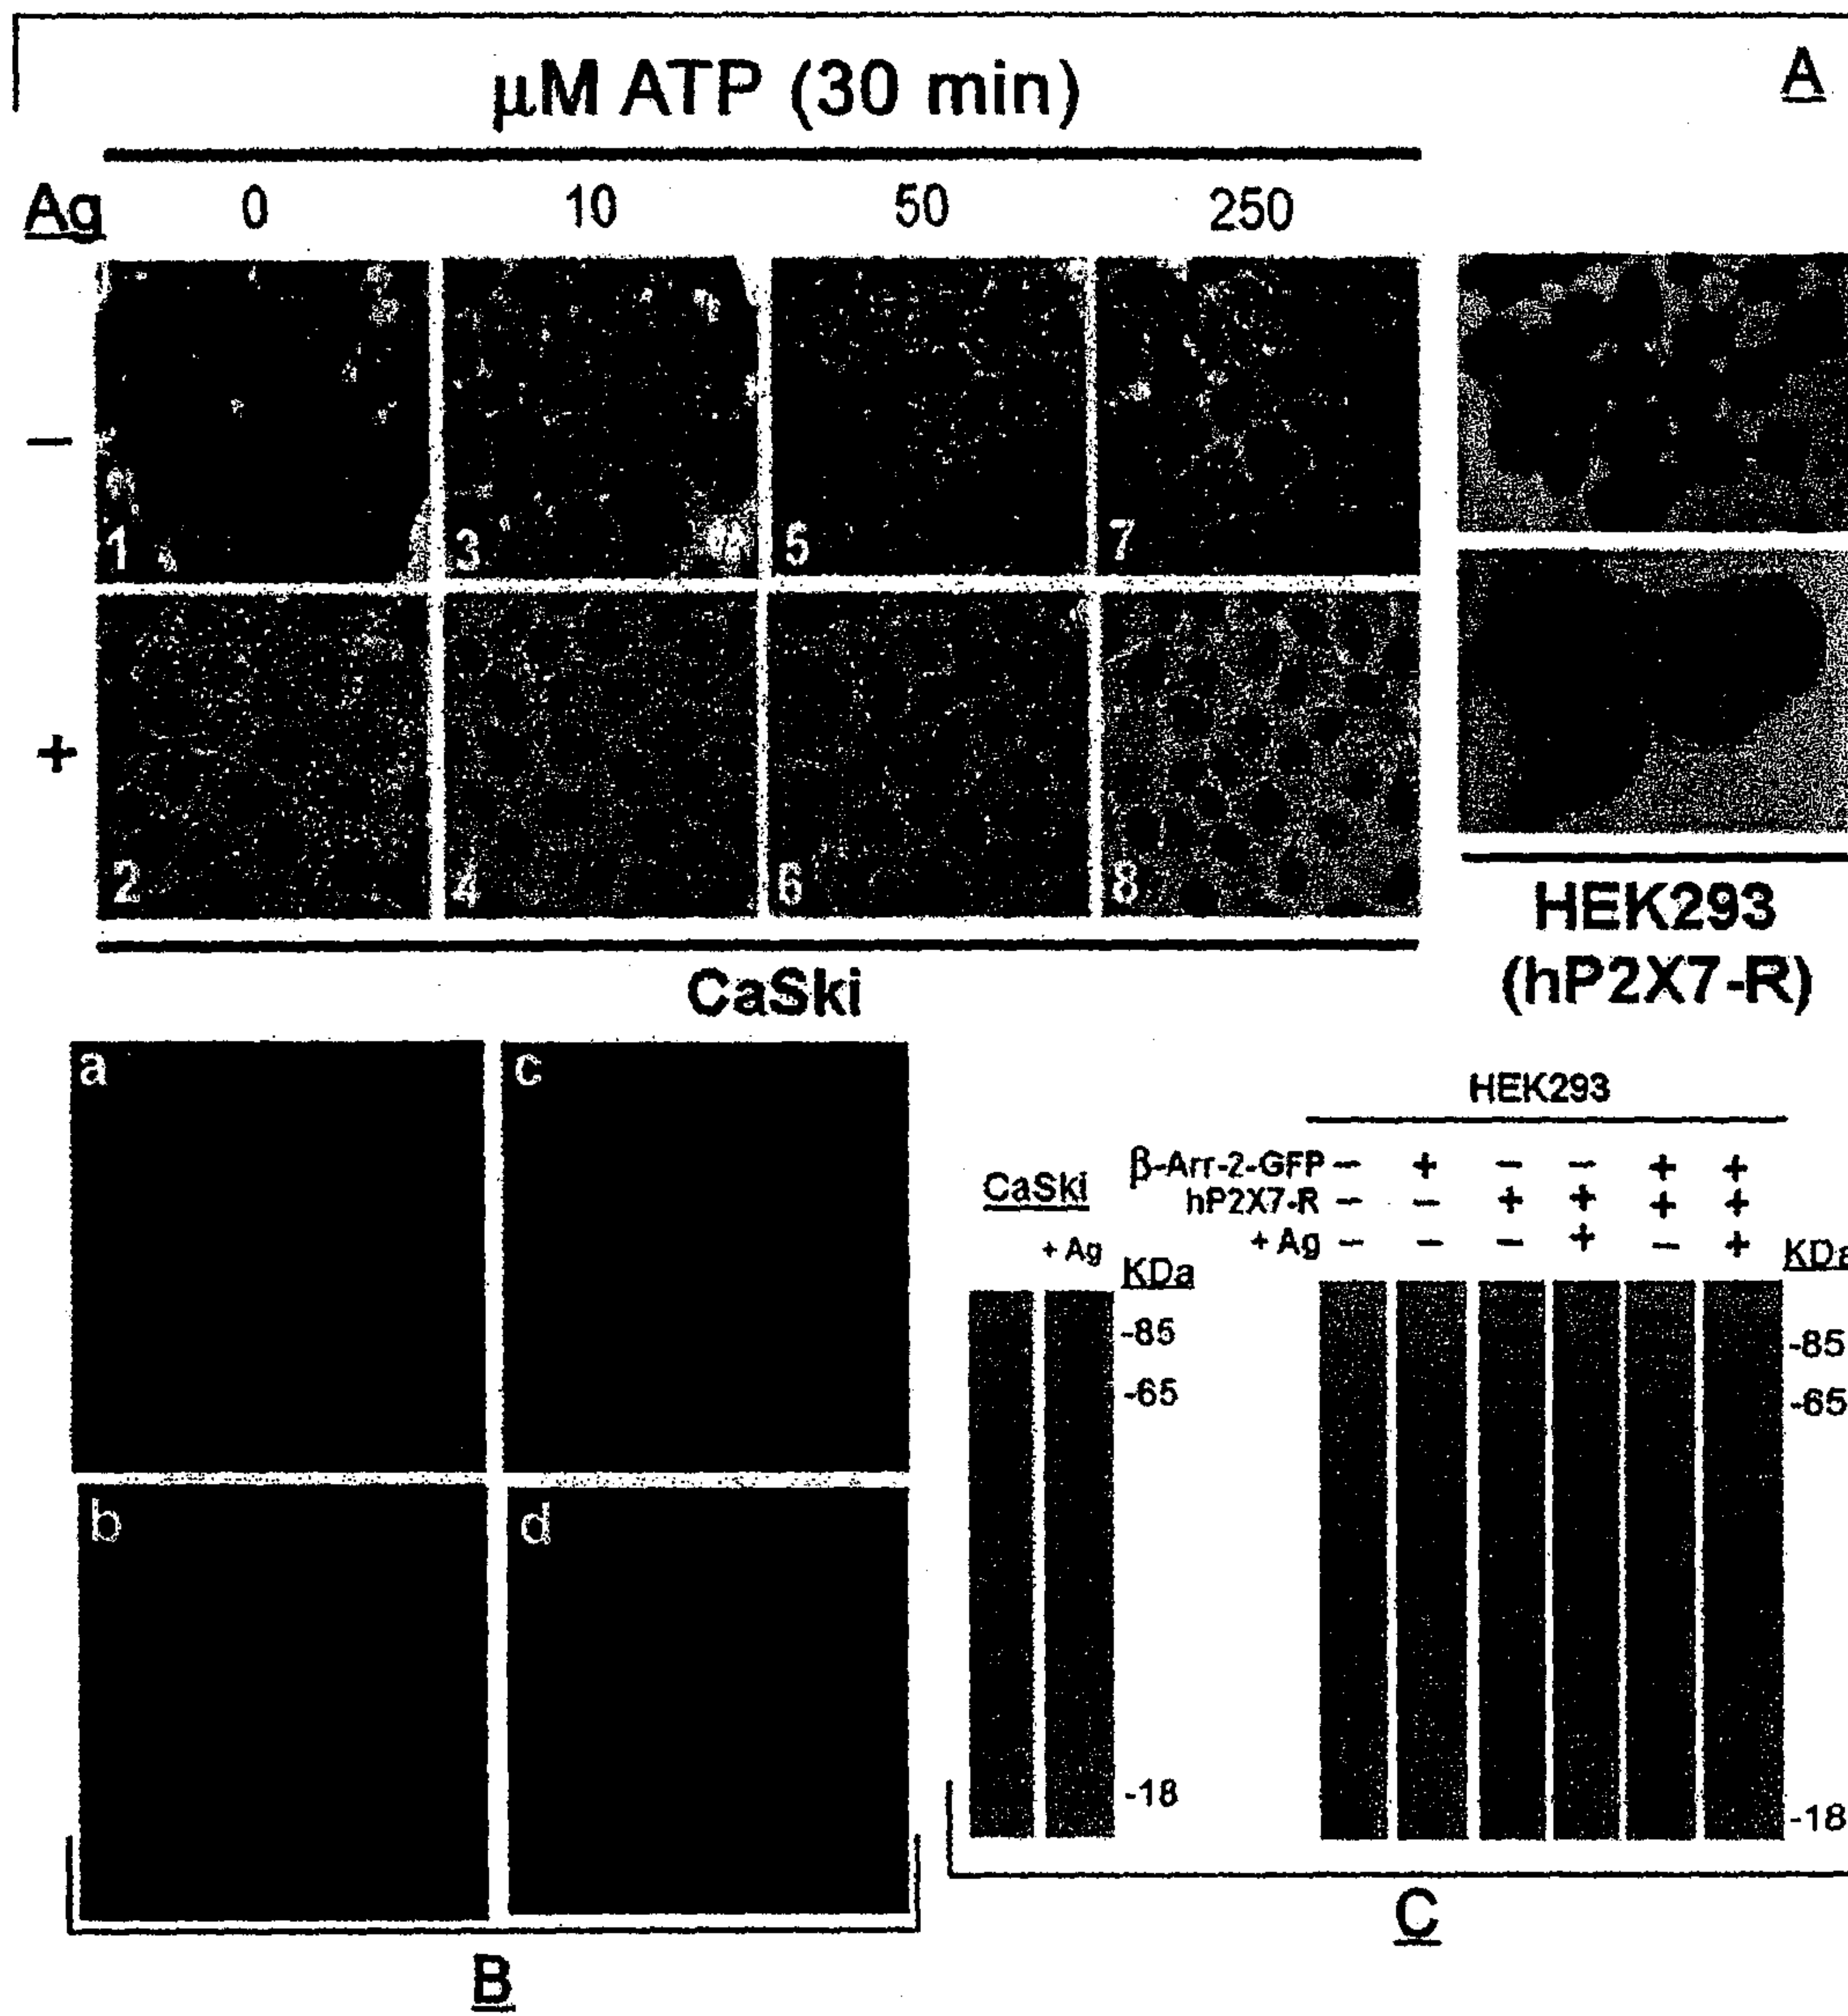 A
μM ATP (30 min)
Ag 0 10 50 250
−
1 3 5 7
+
2 4 6 8
CaSki
HEK293
(hP2X7-R)
a c
b d
B
CaSki
+ Ag
KDa
-85
-65
-18
HEK293
β-Arr-2-GFP − + − − + +
hP2X7-R − − + + + +
+ Ag − − − + − +
KDa
-85
-65
-18
C